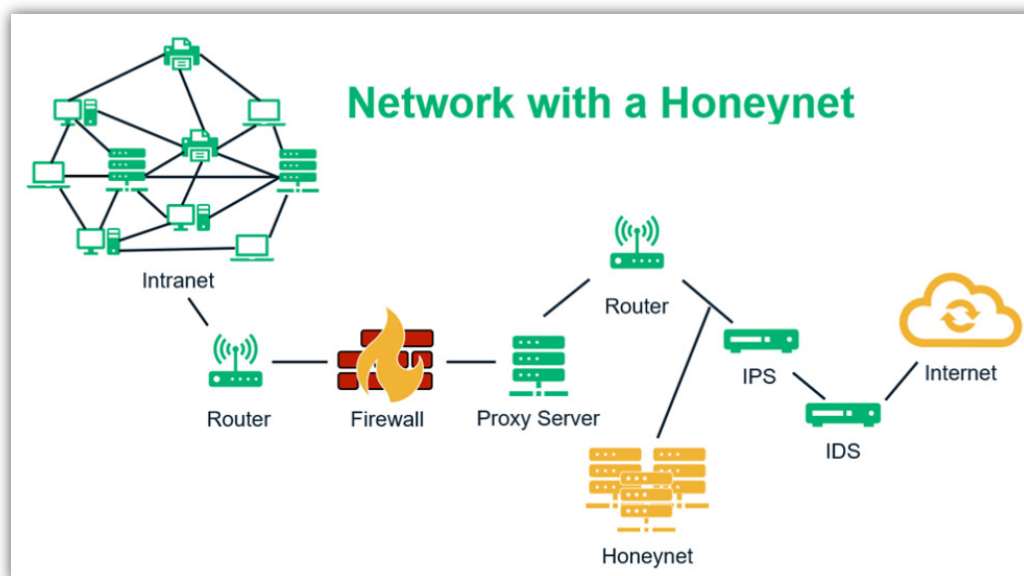 Network with a Honeynet
Intranet
Router
Router
Firewall
Proxy Server
IPS
Internet
IDS
Honeynet